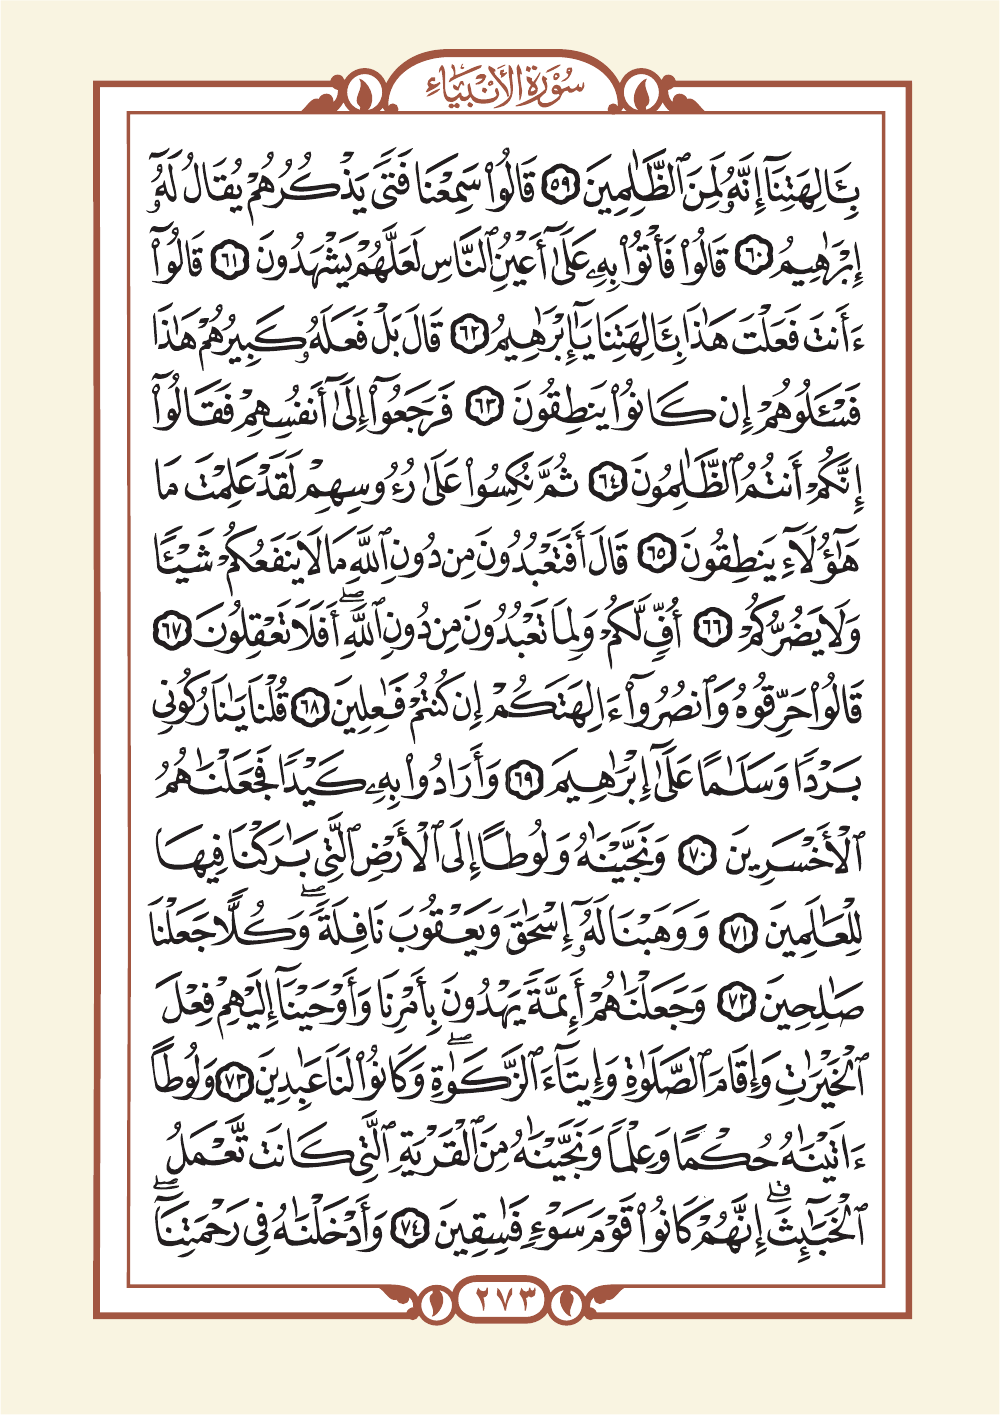 سُورَةُ الأَنْبِيَاءِ
بِـَٔالِهَتِنَآ إِنَّهُۥ لَمِنَ ٱلظَّٰلِمِينَ ٥٩ قَالُوا۟ سَمِعْنَا فَتًى يَذْكُرُهُمْ يُقَالُ لَهُۥٓ
إِبْرَٰهِيمُ ٦٠ قَالُوا۟ فَأْتُوا۟ بِهِۦ عَلَىٰٓ أَعْيُنِ ٱلنَّاسِ لَعَلَّهُمْ يَشْهَدُونَ ٦١ قَالُوٓا۟
ءَأَنتَ فَعَلْتَ هَٰذَا بِـَٔالِهَتِنَا يَٰٓإِبْرَٰهِيمُ ٦٢ قَالَ بَلْ فَعَلَهُۥ كَبِيرُهُمْ هَٰذَا
فَسْـَٔلُوهُمْ إِن كَانُوا۟ يَنطِقُونَ ٦٣ فَرَجَعُوٓا۟ إِلَىٰٓ أَنفُسِهِمْ فَقَالُوٓا۟
إِنَّكُمْ أَنتُمُ ٱلظَّٰلِمُونَ ٦٤ ثُمَّ نُكِسُوا۟ عَلَىٰ رُءُوسِهِمْ لَقَدْ عَلِمْتَ مَا
هَٰٓؤُلَآءِ يَنطِقُونَ ٦٥ قَالَ أَفَتَعْبُدُونَ مِن دُونِ ٱللَّهِ مَا لَا يَنفَعُكُمْ شَيْـًٔا
وَلَا يَضُرُّكُمْ ٦٦ أُفٍّ لَّكُمْ وَلِمَا تَعْبُدُونَ مِن دُونِ ٱللَّهِ ۖ أَفَلَا تَعْقِلُونَ ٦٧
قَالُوا۟ حَرِّقُوهُ وَٱنصُرُوٓا۟ ءَالِهَتَكُمْ إِن كُنتُمْ فَٰعِلِينَ ٦٨ قُلْنَا يَٰنَارُ كُونِى
بَرْدًا وَسَلَٰمًا عَلَىٰٓ إِبْرَٰهِيمَ ٦٩ وَأَرَادُوا۟ بِهِۦ كَيْدًا فَجَعَلْنَٰهُمُ
ٱلْأَخْسَرِينَ ٧٠ وَنَجَّيْنَٰهُ وَلُوطًا إِلَى ٱلْأَرْضِ ٱلَّتِى بَٰرَكْنَا فِيهَا
لِلْعَٰلَمِينَ ٧١ وَوَهَبْنَا لَهُۥٓ إِسْحَٰقَ وَيَعْقُوبَ نَافِلَةً ۖ وَكُلًّا جَعَلْنَا
صَٰلِحِينَ ٧٢ وَجَعَلْنَٰهُمْ أَئِمَّةً يَهْدُونَ بِأَمْرِنَا وَأَوْحَيْنَآ إِلَيْهِمْ فِعْلَ
ٱلْخَيْرَٰتِ وَإِقَامَ ٱلصَّلَوٰةِ وَإِيتَآءَ ٱلزَّكَوٰةِ ۖ وَكَانُوا۟ لَنَا عَٰبِدِينَ ٧٣ وَلُوطًا
ءَاتَيْنَٰهُ حُكْمًا وَعِلْمًا وَنَجَّيْنَٰهُ مِنَ ٱلْقَرْيَةِ ٱلَّتِى كَانَت تَّعْمَلُ
ٱلْخَبَٰٓئِثَ ۗ إِنَّهُمْ كَانُوا۟ قَوْمَ سَوْءٍ فَٰسِقِينَ ٧٤ وَأَدْخَلْنَٰهُ فِى رَحْمَتِنَآ ۖ
٢٧٣